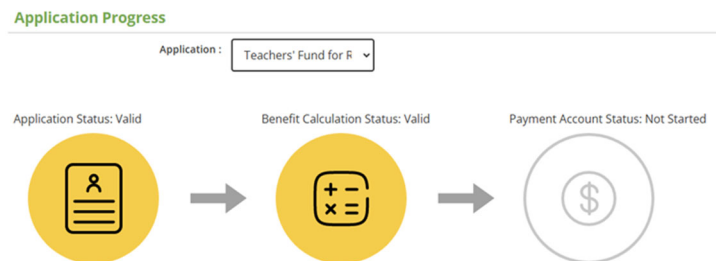 Application Progress
Application :
Teachers' Fund for R
Application Status: Valid
Benefit Calculation Status: Valid
Payment Account Status: Not Started